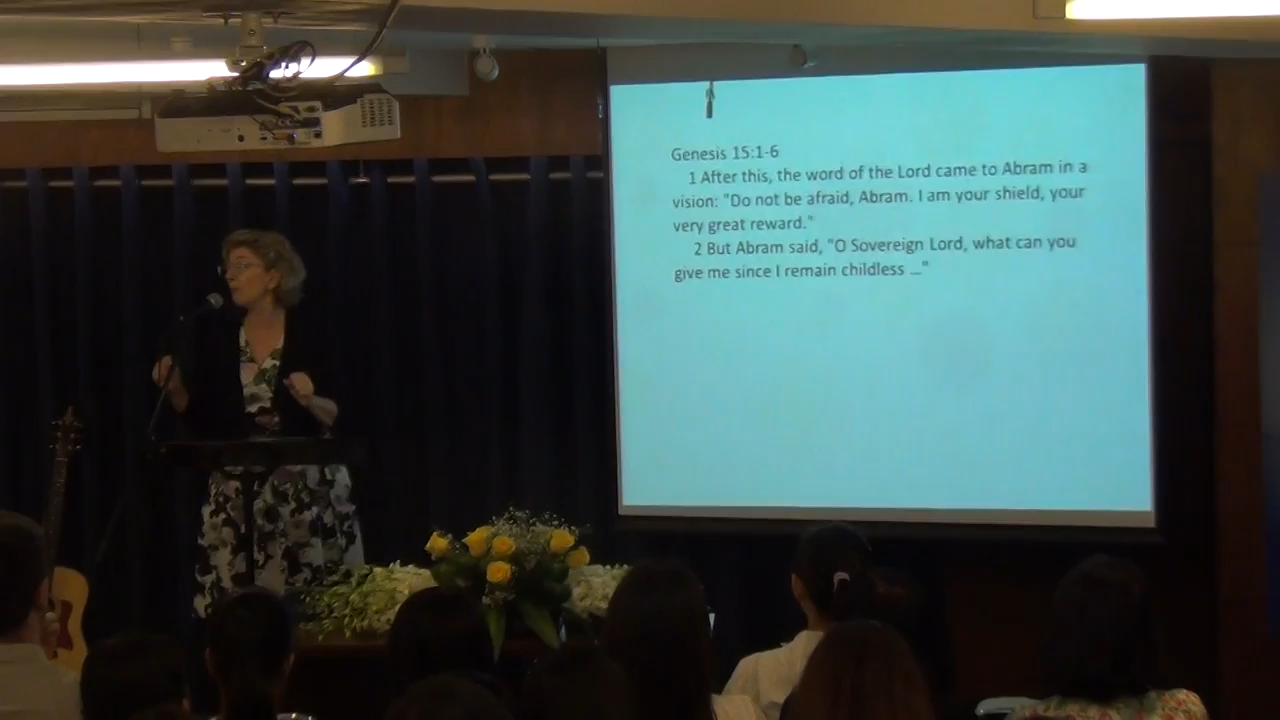 Genesis 15:1-6
1 After this, the word of the Lord came to Abram in a
vision: "Do not be afraid, Abram. I am your shield, your
very great reward."
2 But Abram said, "O Sovereign Lord, what can you
give me since I remain childless ..."